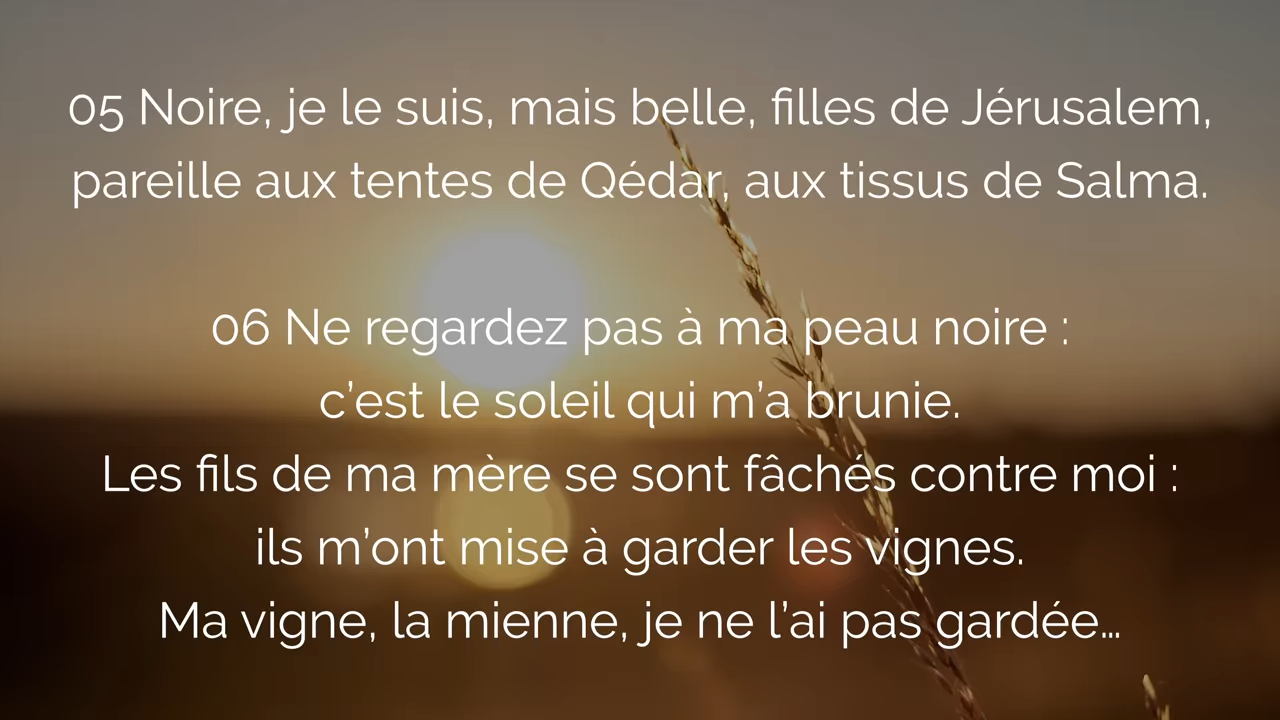 05 Noire, je le suis, mais belle, filles de Jérusalem,
pareille aux tentes de Qédar, aux tissus de Salma.
06 Ne regardez pas à ma peau noire :
c’est le soleil qui m’a brunie.
Les fils de ma mère se sont fâchés contre moi :
ils m’ont mise à garder les vignes.
Ma vigne, la mienne, je ne l’ai pas gardée…